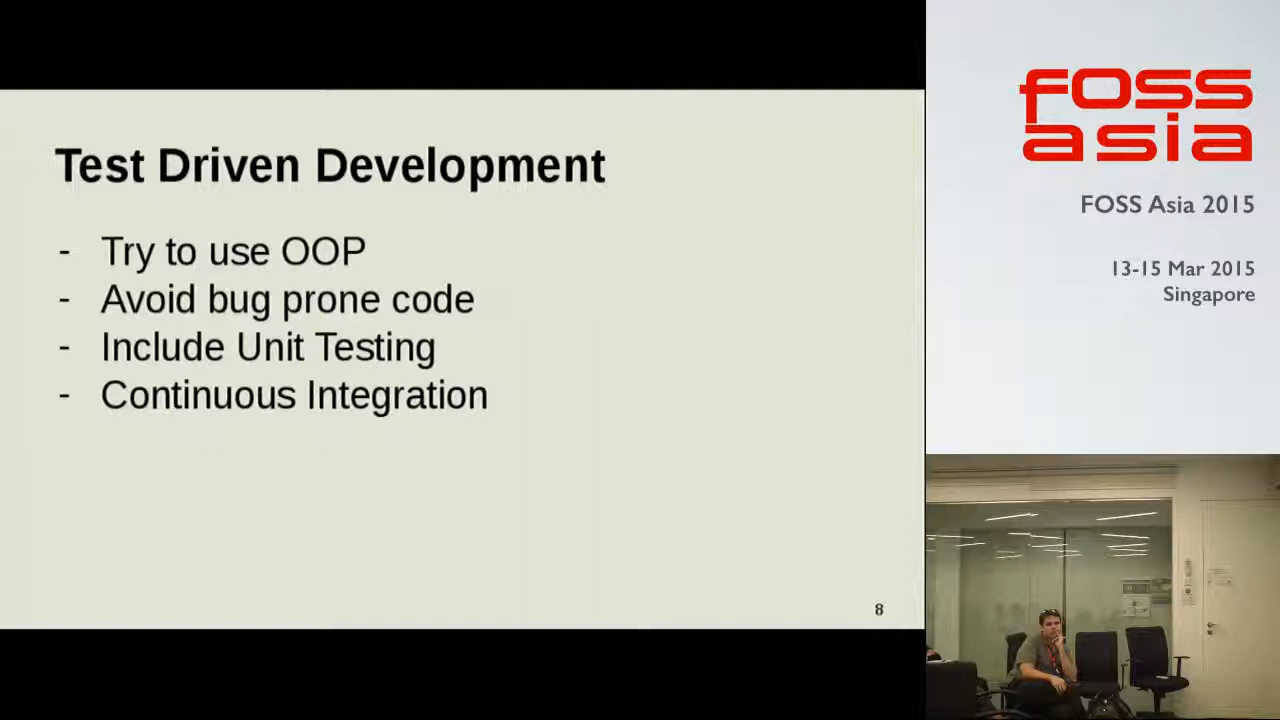 Test Driven Development
- Try to use OOP
- Avoid bug prone code
- Include Unit Testing
- Continuous Integration
8
foss
asia
FOSS Asia 2015
13-15 Mar 2015
Singapore